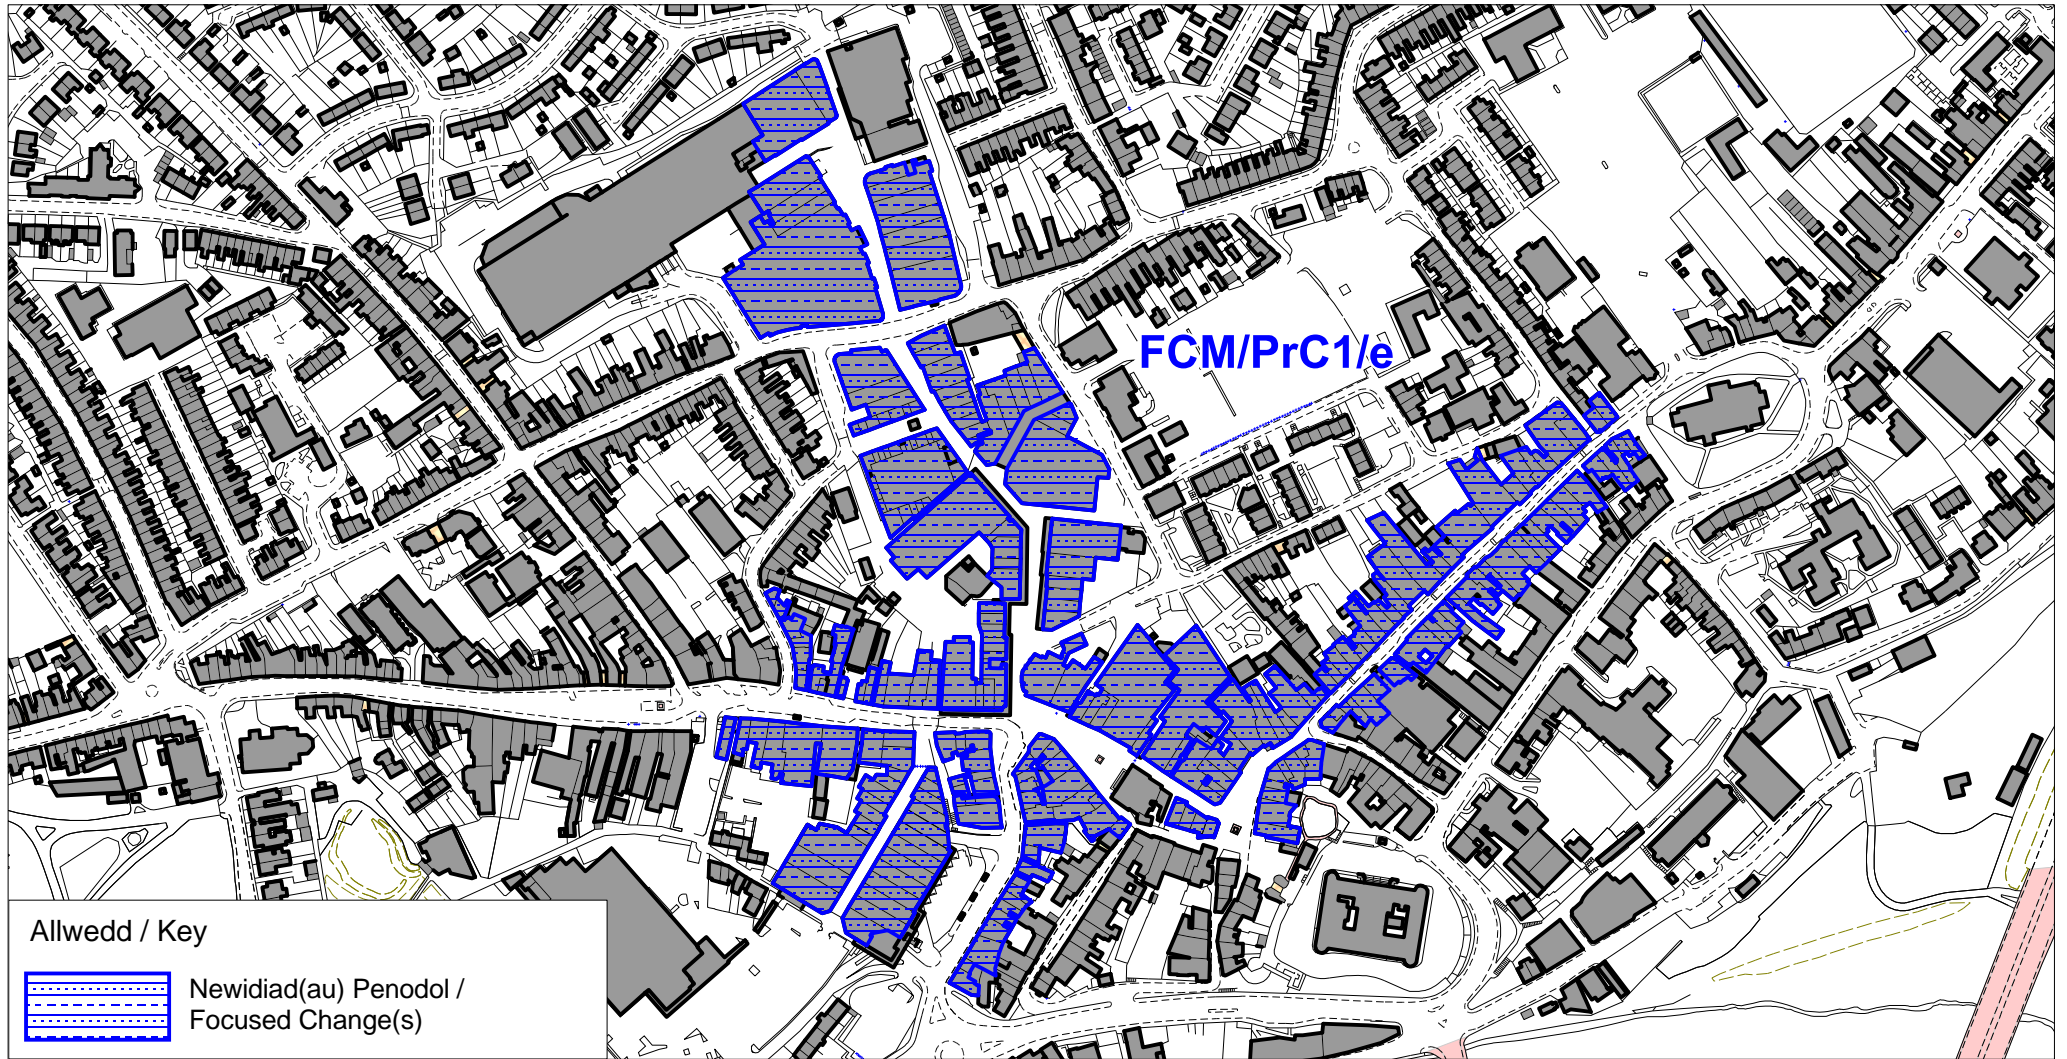 FCM/PrC1/e
Allwedd / Key
Newidiad(au) Penodol /
Focused Change(s)